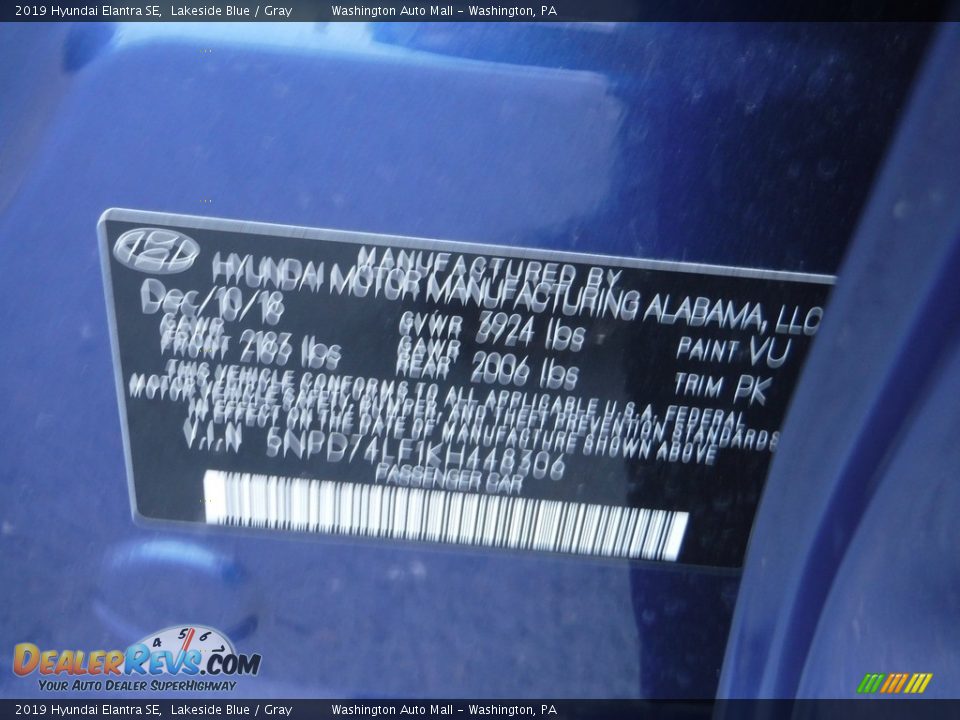 2019 Hyundai Elantra SE, Lakeside Blue / Gray Washington Auto Mall - Washington, PA
MANUFACTURED BY
HYUNDAI MOTOR MANUFACTURING ALABAMA, LLC
Dec/10/18 GVWR 3924 lbs PAINT VU
GAWR FRONT 2183 lbs GAWR REAR 2006 lbs TRIM PK
THIS VEHICLE CONFORMS TO ALL APPLICABLE U.S.A. FEDERAL
MOTOR VEHICLE SAFETY, BUMPER, AND THEFT PREVENTION STANDARDS
IN EFFECT ON THE DATE OF MANUFACTURE SHOWN ABOVE
V.I.N 5NPD74LF1KH448306
PASSENGER CAR
4 5 6 7
DealerRevs.com
Your Auto Dealer SuperHighway
2019 Hyundai Elantra SE, Lakeside Blue / Gray Washington Auto Mall - Washington, PA